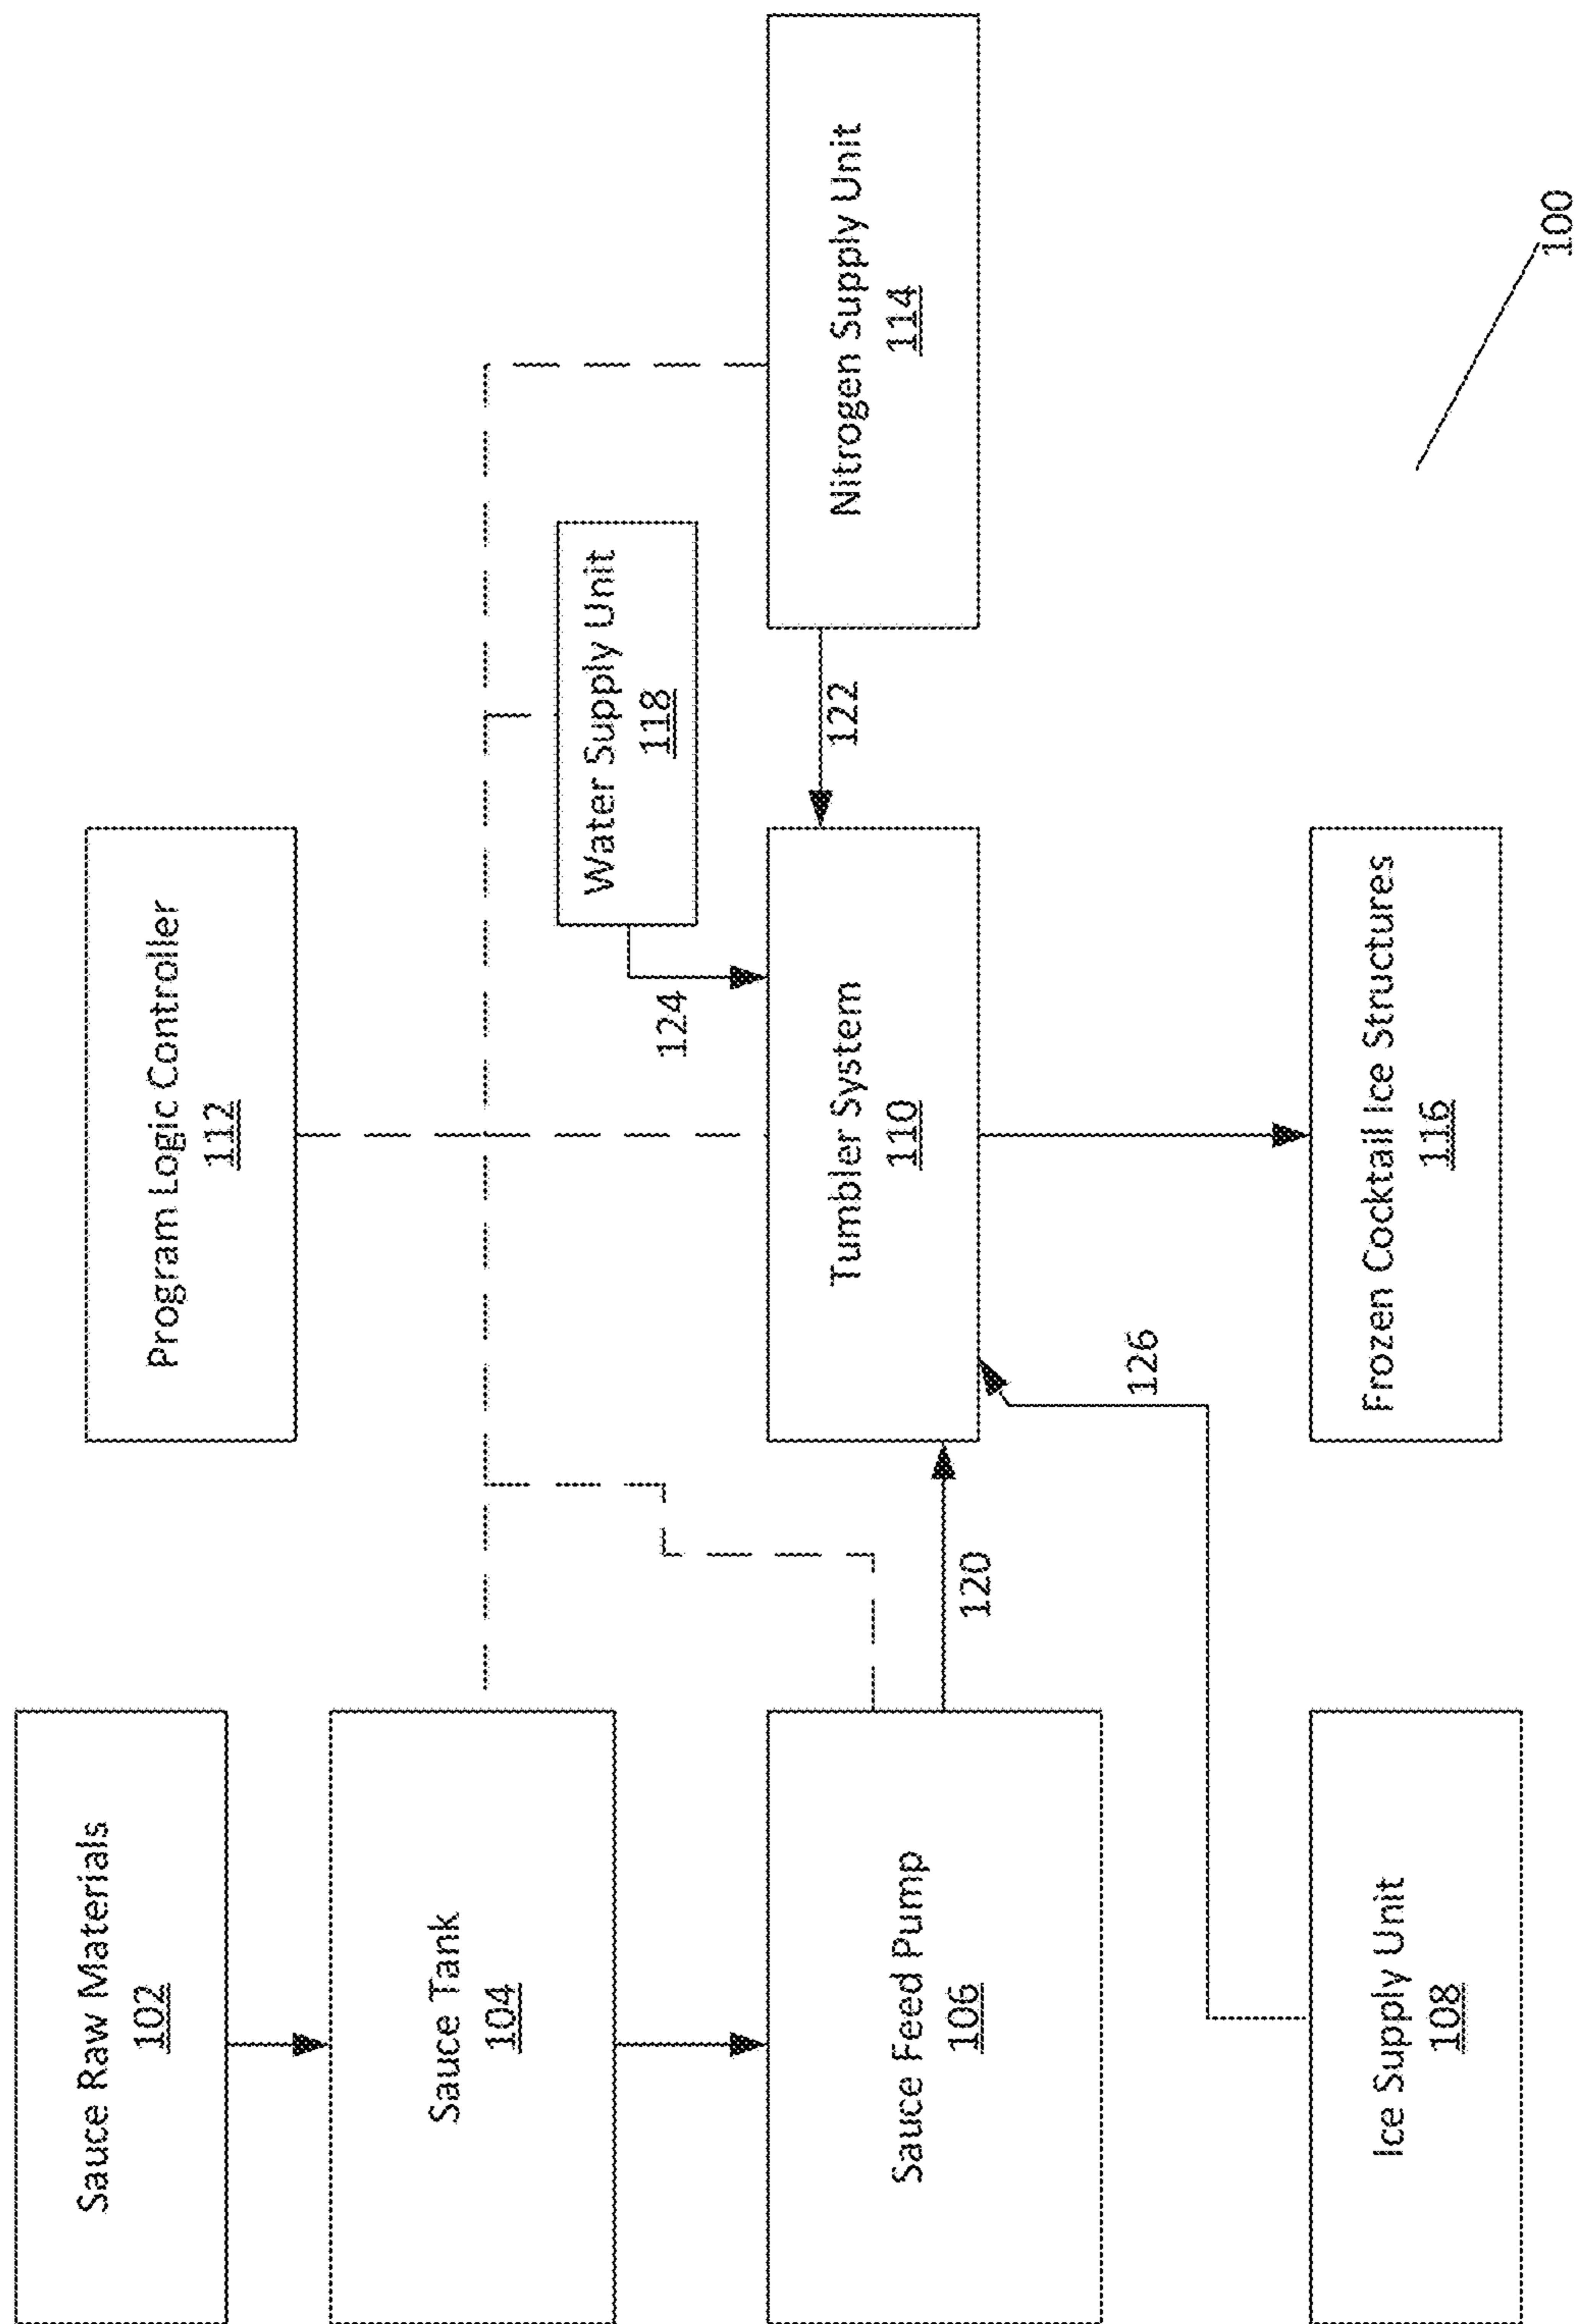 Sauce Raw Materials
102
Sauce Tank
104
Sauce Feed Pump
106
Ice Supply Unit
108
Program Logic Controller
112
Water Supply Unit
118
124
Tumbler System
110
120
126
122
Nitrogen Supply Unit
114
Frozen Cocktail Ice Structures
116
100